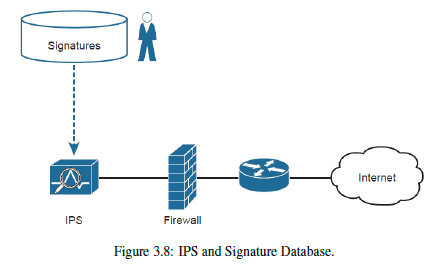 Signatures
Internet
IPS
Firewall
Figure 3.8: IPS and Signature Database.